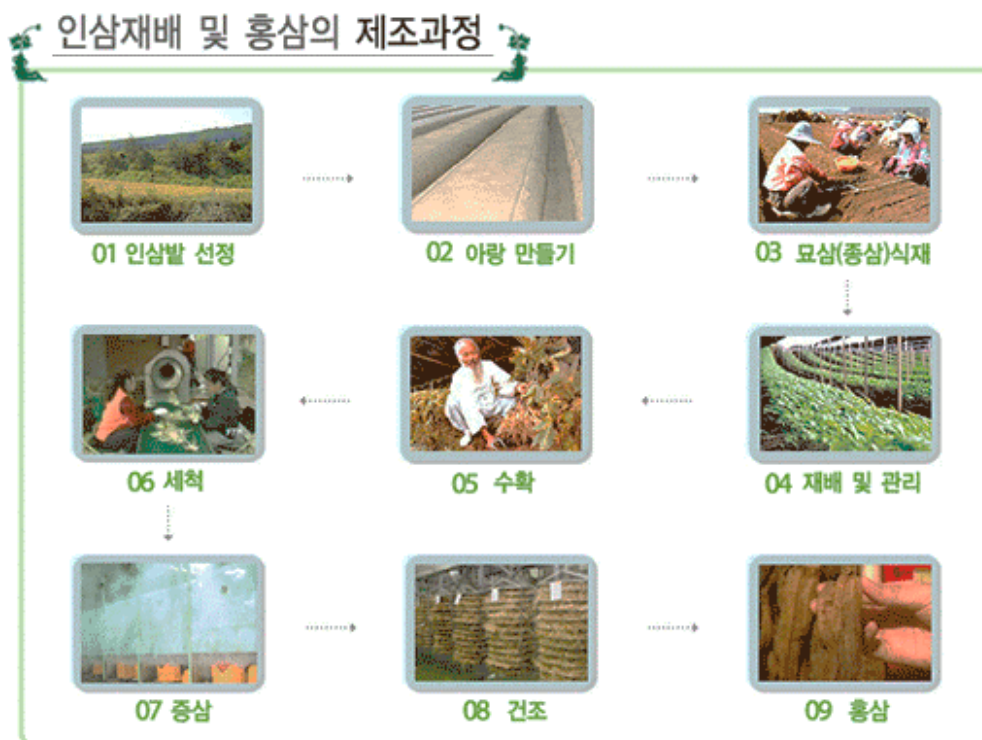 인삼재배 및 홍삼의 제조과정
01 인삼밭 선정
02 아랑 만들기
03 묘삼(종삼)식재
06 세척
05 수확
04 재배 및 관리
07 증삼
08 건조
09 홍삼